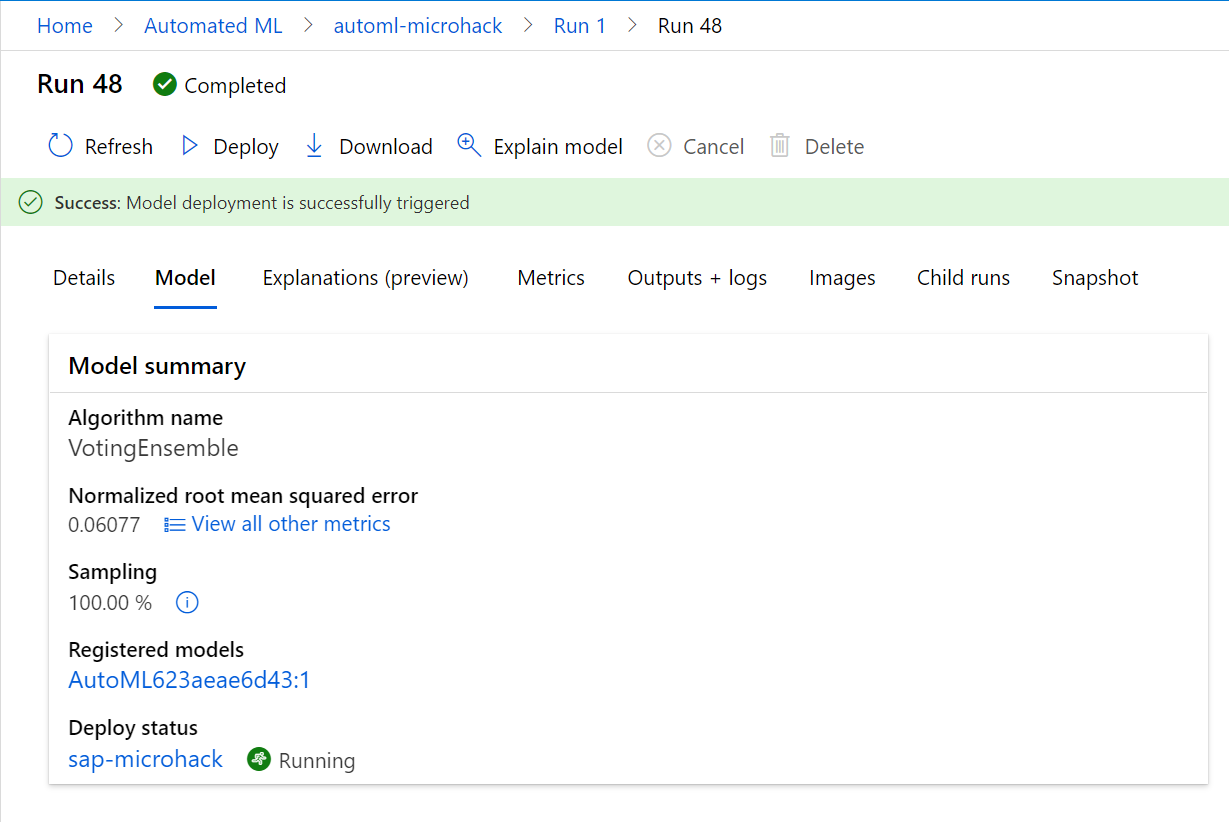 Home > Automated ML > automl-microhack > Run 1 > Run 48
Run 48 Completed
Refresh Deploy Download Explain model Cancel Delete
Success: Model deployment is successfully triggered
Details Model Explanations (preview) Metrics Outputs + logs Images Child runs Snapshot
Model summary
Algorithm name
VotingEnsemble
Normalized root mean squared error
0.06077 View all other metrics
Sampling
100.00 %
Registered models
AutoML623aeae6d43:1
Deploy status
sap-microhack Running